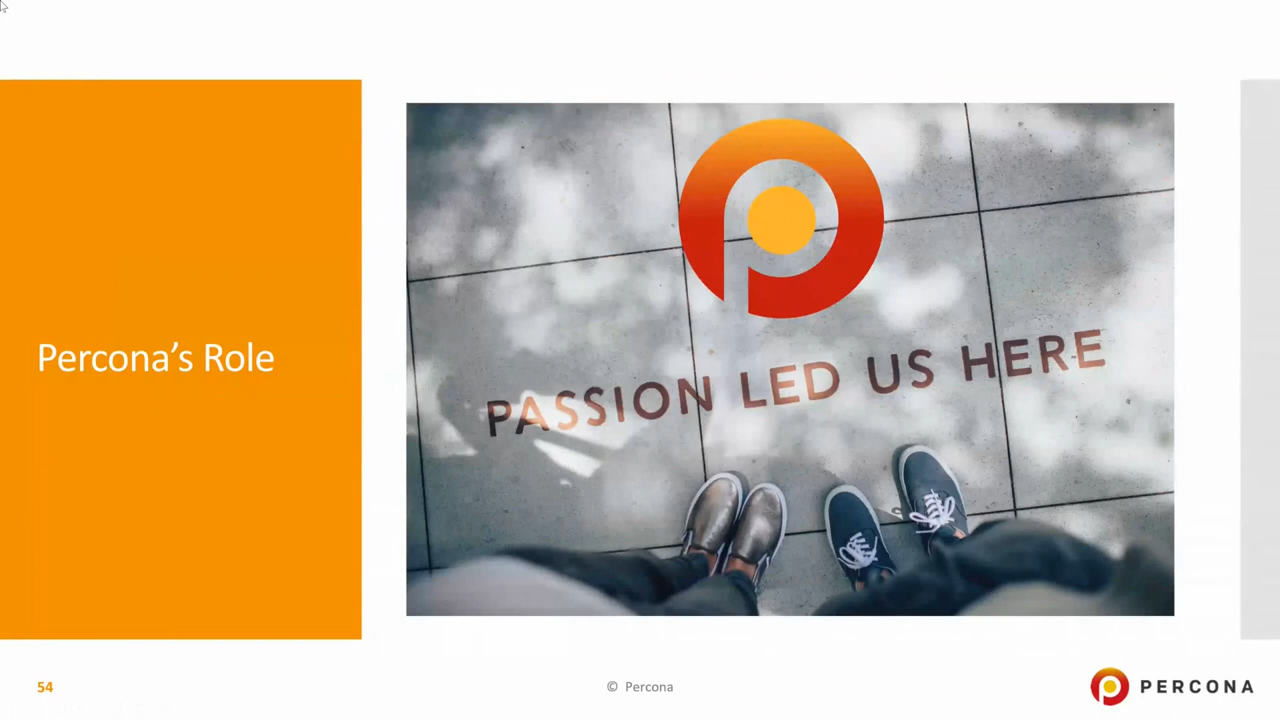 Percona's Role
PASSION LED US HERE
54
© Percona
PERCONA